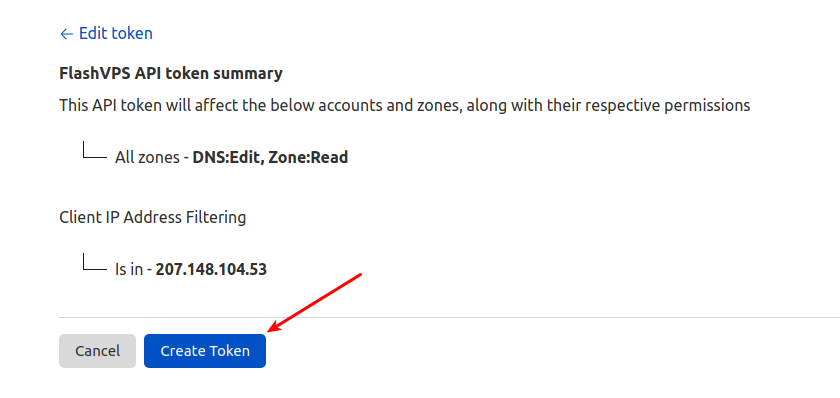 ← Edit token
FlashVPS API token summary
This API token will affect the below accounts and zones, along with their respective permissions
All zones - DNS:Edit, Zone:Read
Client IP Address Filtering
Is in - 207.148.104.53
Cancel
Create Token